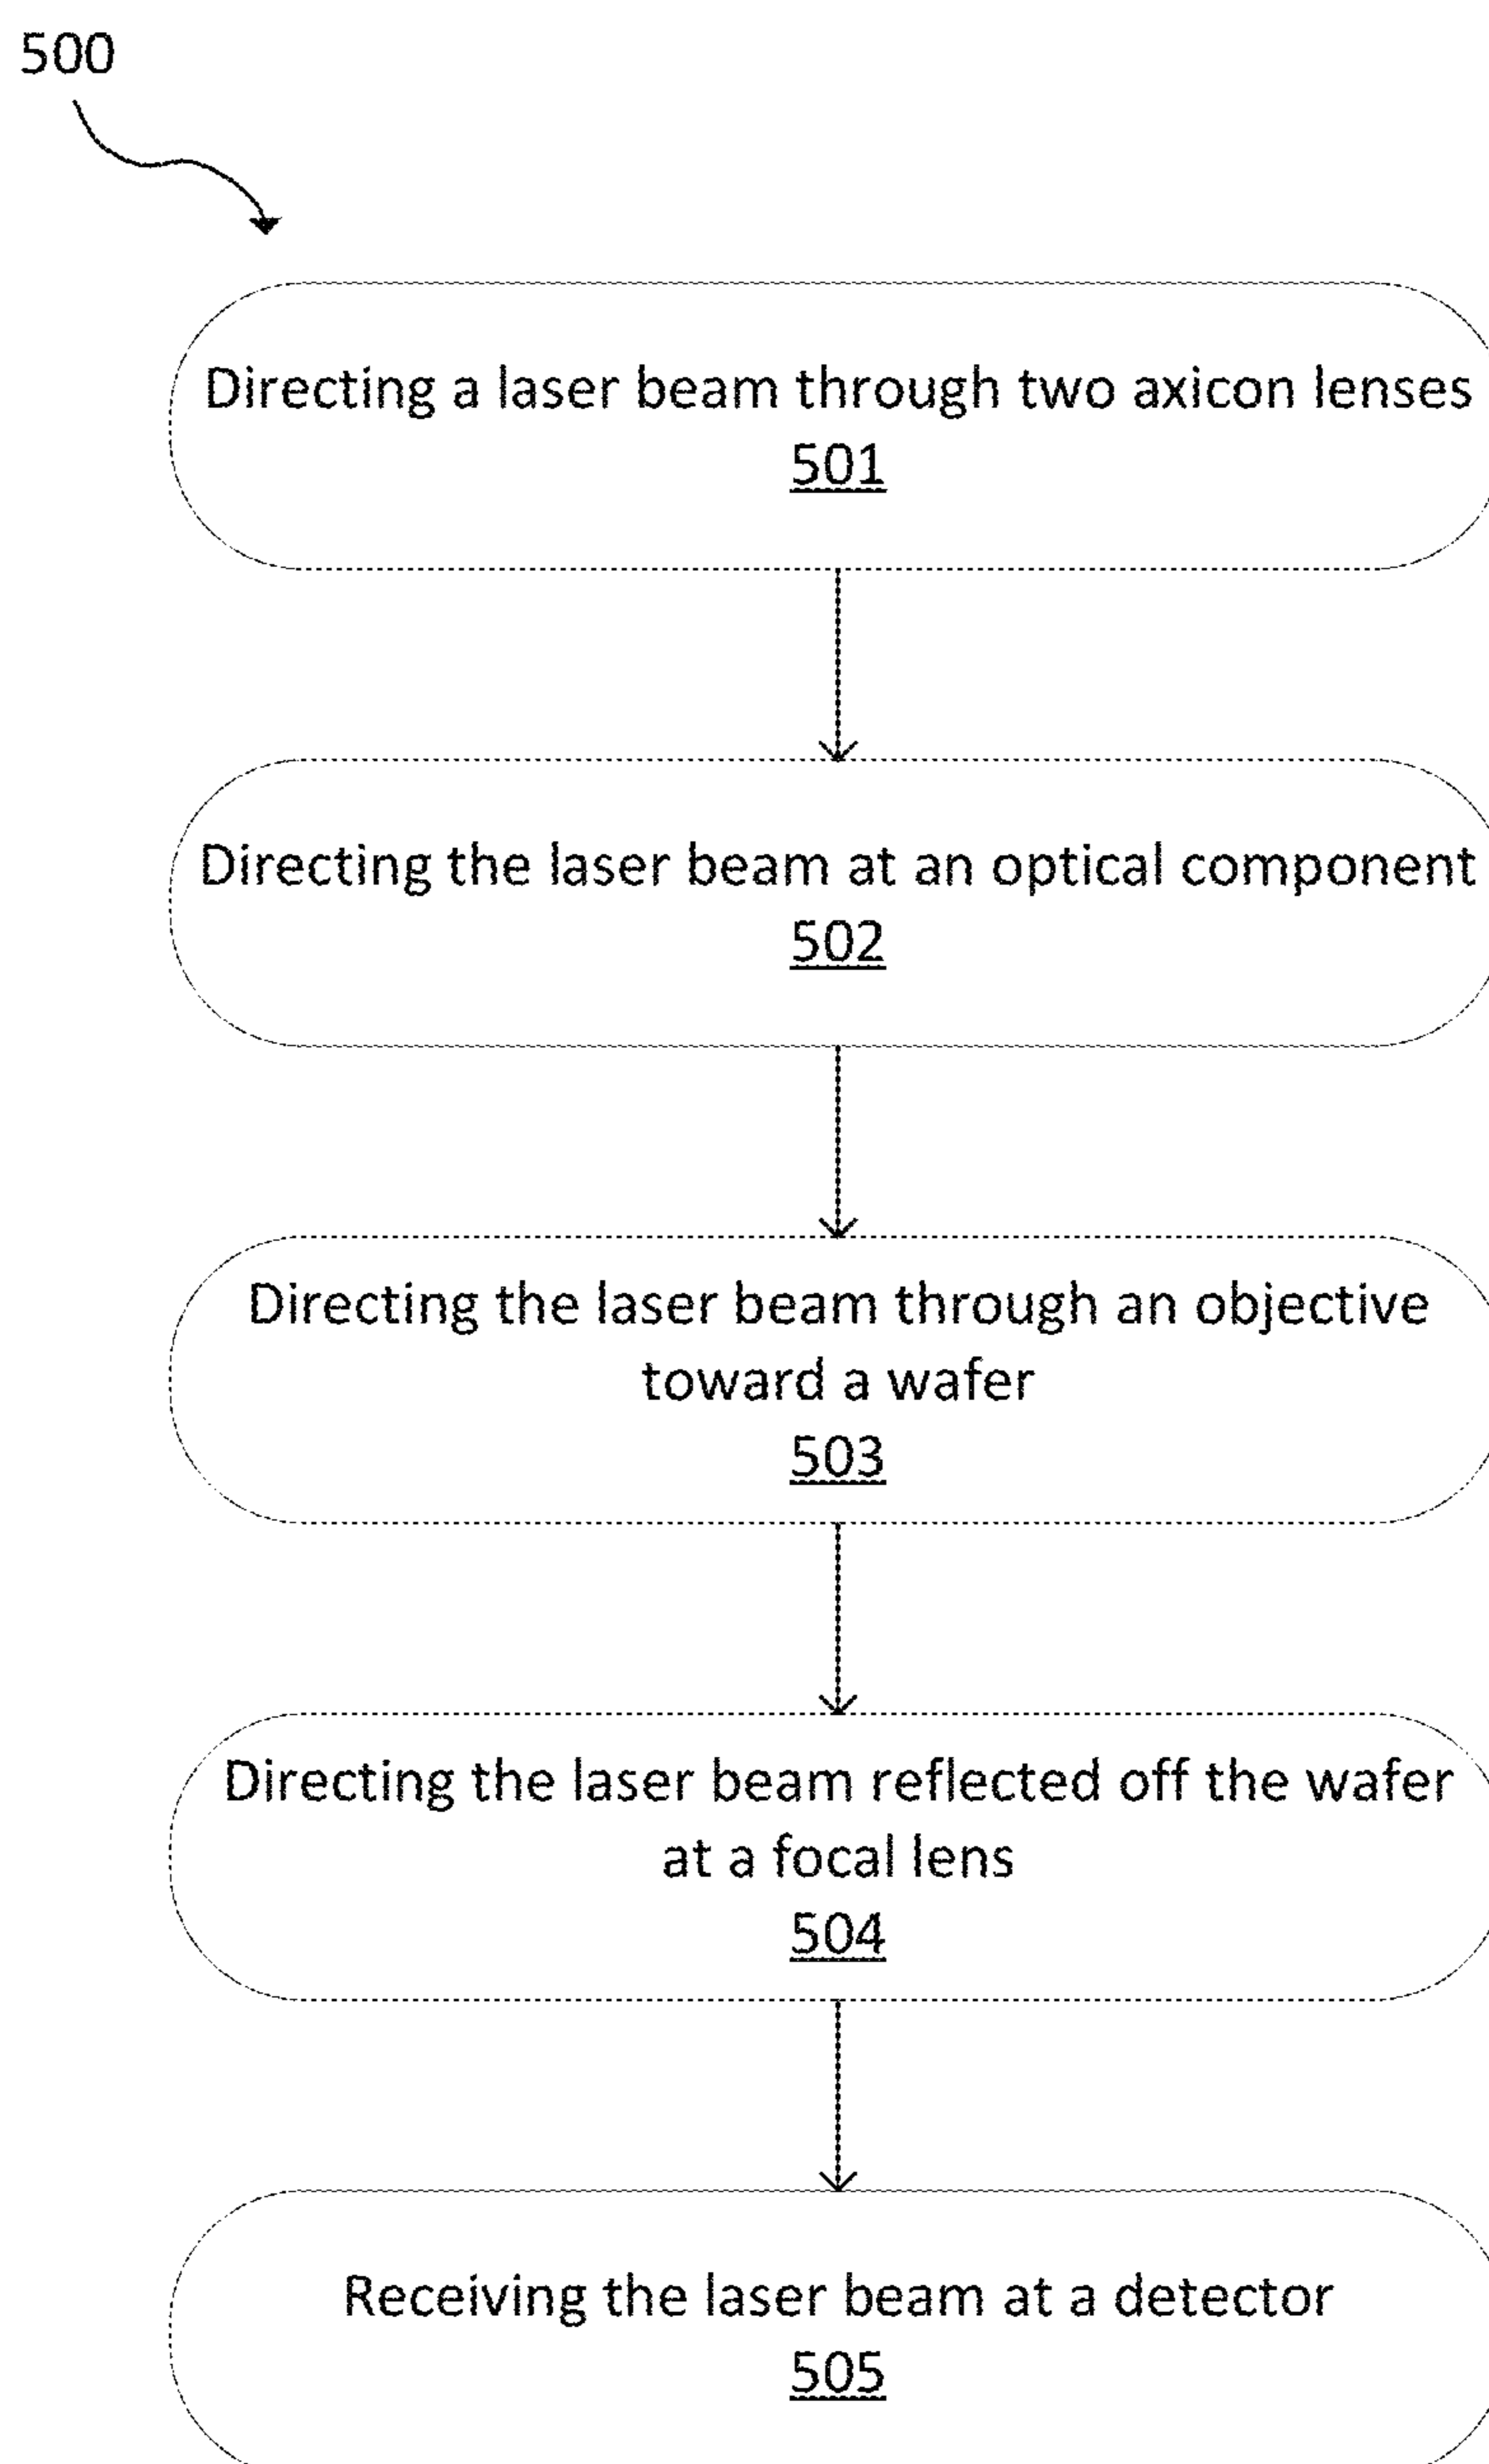 500
Directing a laser beam through two axicon lenses
501
Directing the laser beam at an optical component
502
Directing the laser beam through an objective
toward a wafer
503
Directing the laser beam reflected off the wafer
at a focal lens
504
Receiving the laser beam at a detector
505